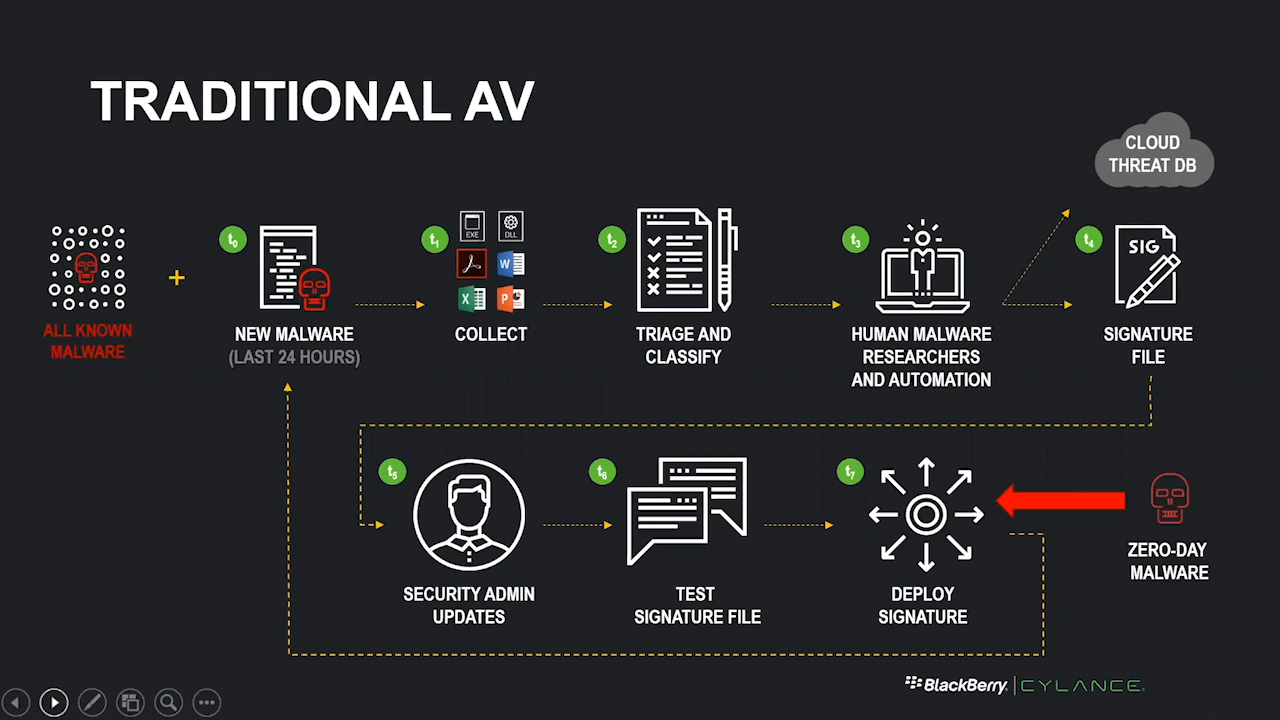 TRADITIONAL AV
CLOUD
THREAT DB
ALL KNOWN
MALWARE
+
t0
NEW MALWARE
(LAST 24 HOURS)
t1
EXE
DLL
W
X
P
COLLECT
t2
TRIAGE AND
CLASSIFY
t3
HUMAN MALWARE
RESEARCHERS
AND AUTOMATION
t4
SIG
SIGNATURE
FILE
t5
SECURITY ADMIN
UPDATES
t6
TEST
SIGNATURE FILE
t7
DEPLOY
SIGNATURE
ZERO-DAY
MALWARE
BlackBerry | CYLANCE